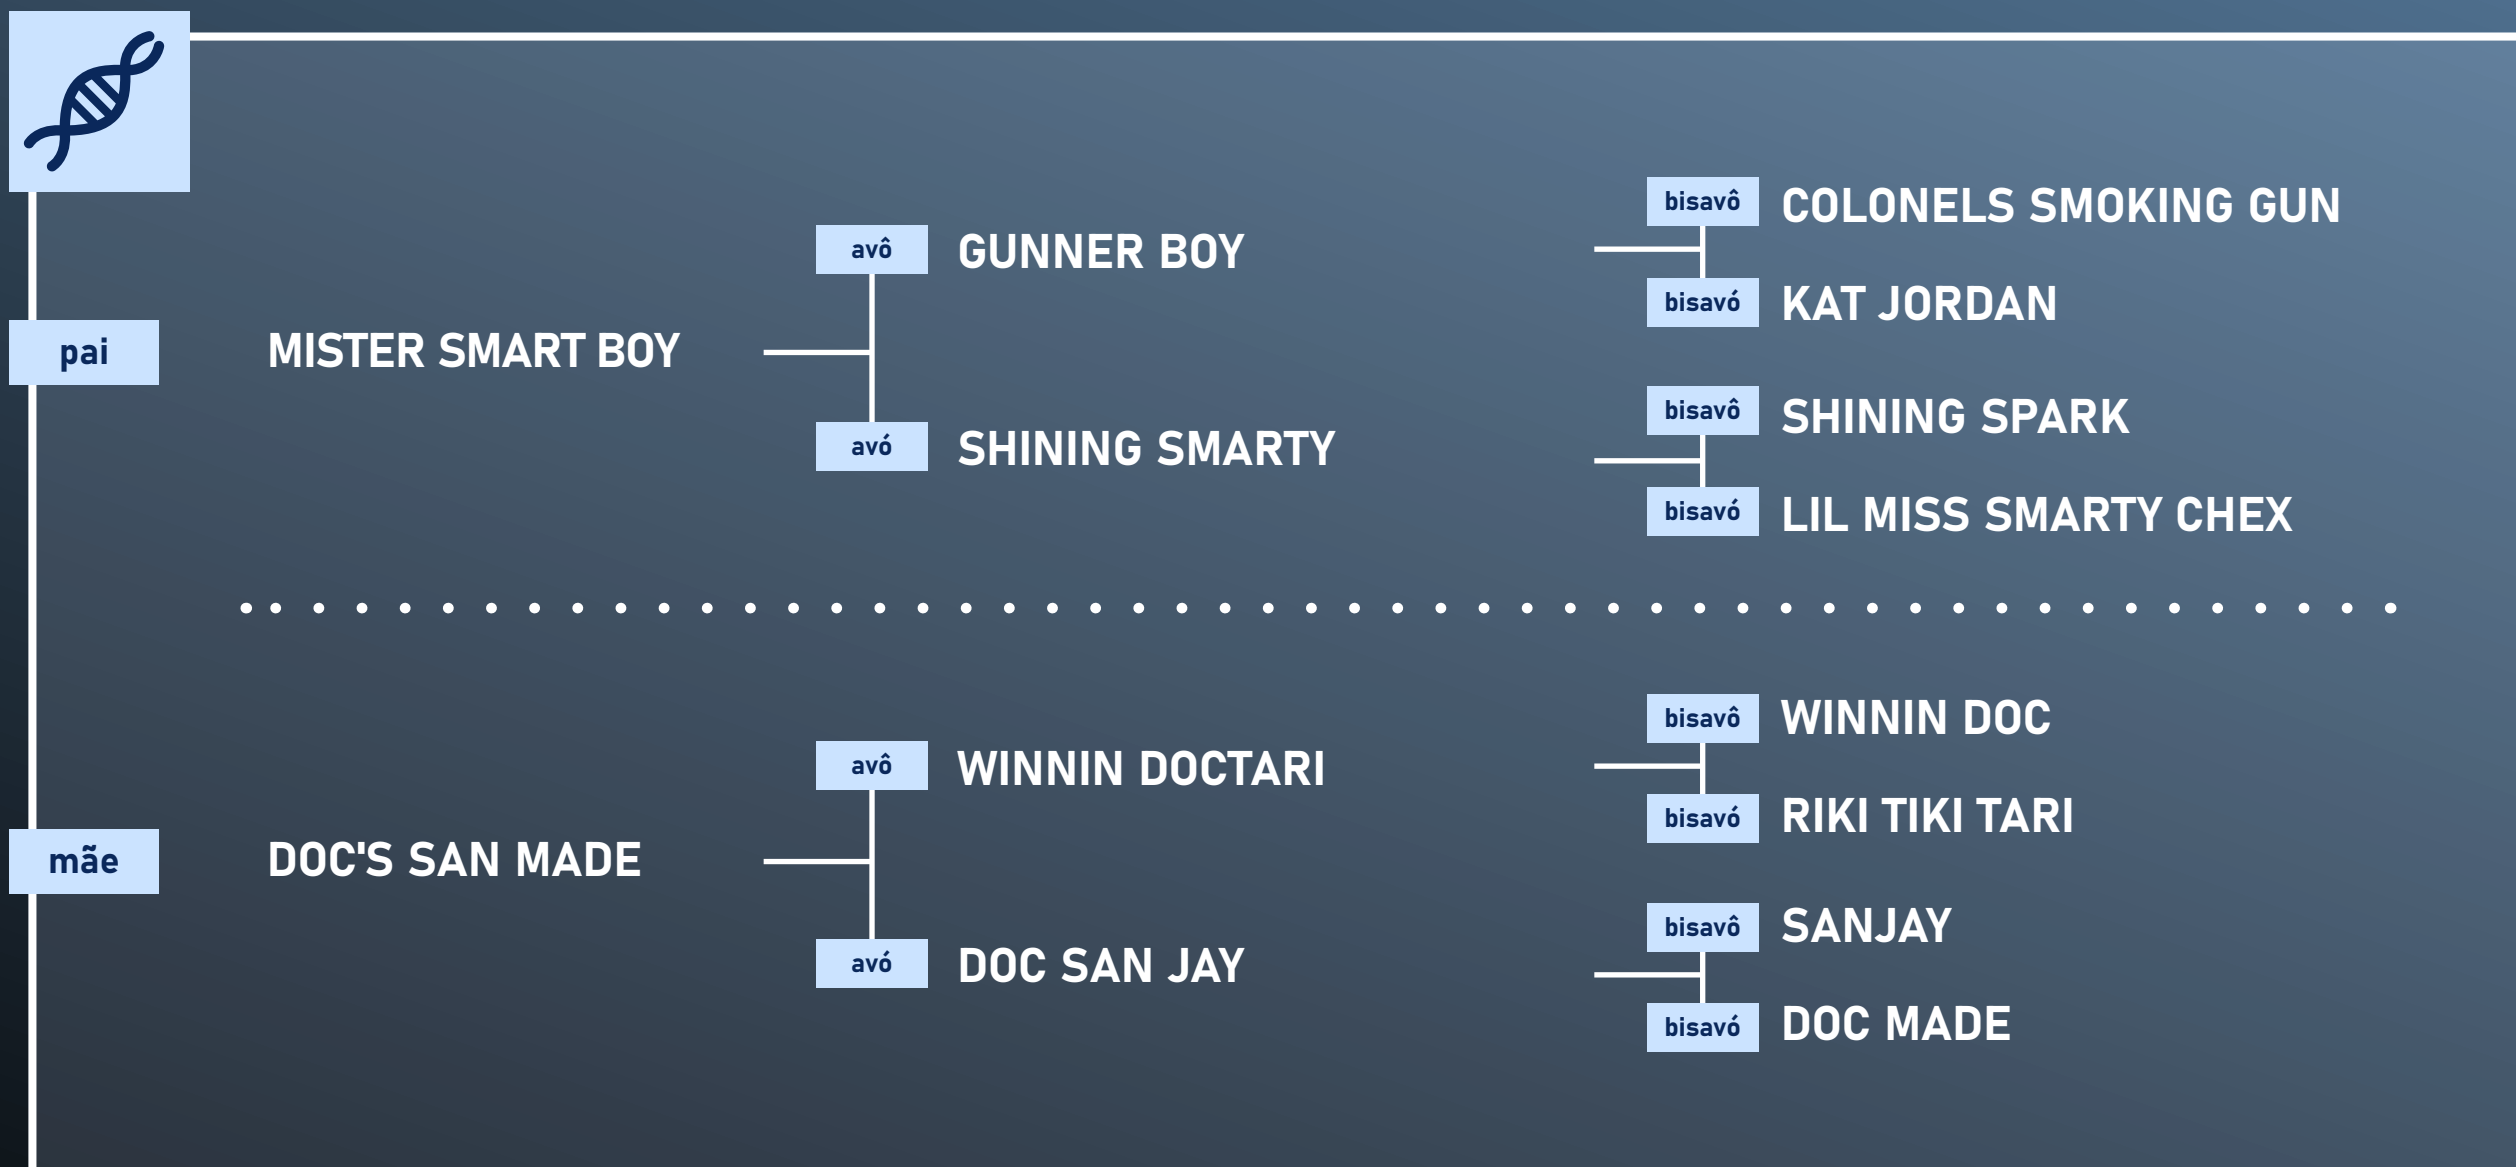 pai
MISTER SMART BOY
avô
GUNNER BOY
avó
SHINING SMARTY
bisavô
COLONELS SMOKING GUN
bisavó
KAT JORDAN
bisavô
SHINING SPARK
bisavó
LIL MISS SMARTY CHEX
mãe
DOC'S SAN MADE
avô
WINNIN DOCTARI
avó
DOC SAN JAY
bisavô
WINNIN DOC
bisavó
RIKI TIKI TARI
bisavô
SANJAY
bisavó
DOC MADE